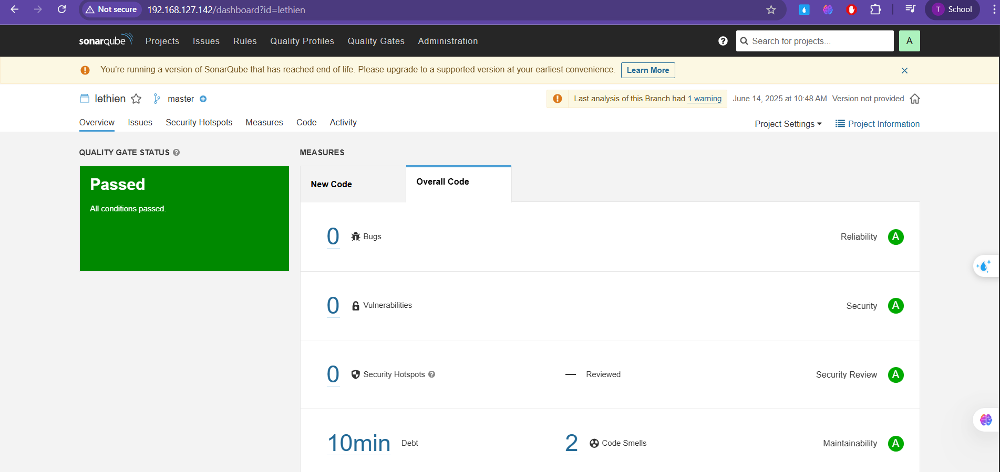 Not secure 192.168.127.142/dashboard?id=lethien T School
sonarqube Projects Issues Rules Quality Profiles Quality Gates Administration ? Search for projects... A
You're running a version of SonarQube that has reached end of life. Please upgrade to a supported version at your earliest convenience. Learn More
lethien master Last analysis of this Branch had 1 warning June 14, 2025 at 10:48 AM Version not provided
Overview Issues Security Hotspots Measures Code Activity Project Settings Project Information
QUALITY GATE STATUS ? MEASURES
Passed
All conditions passed.
New Code Overall Code
0 Bugs Reliability A
0 Vulnerabilities Security A
0 Security Hotspots ? — Reviewed Security Review A
10min Debt 2 Code Smells Maintainability A